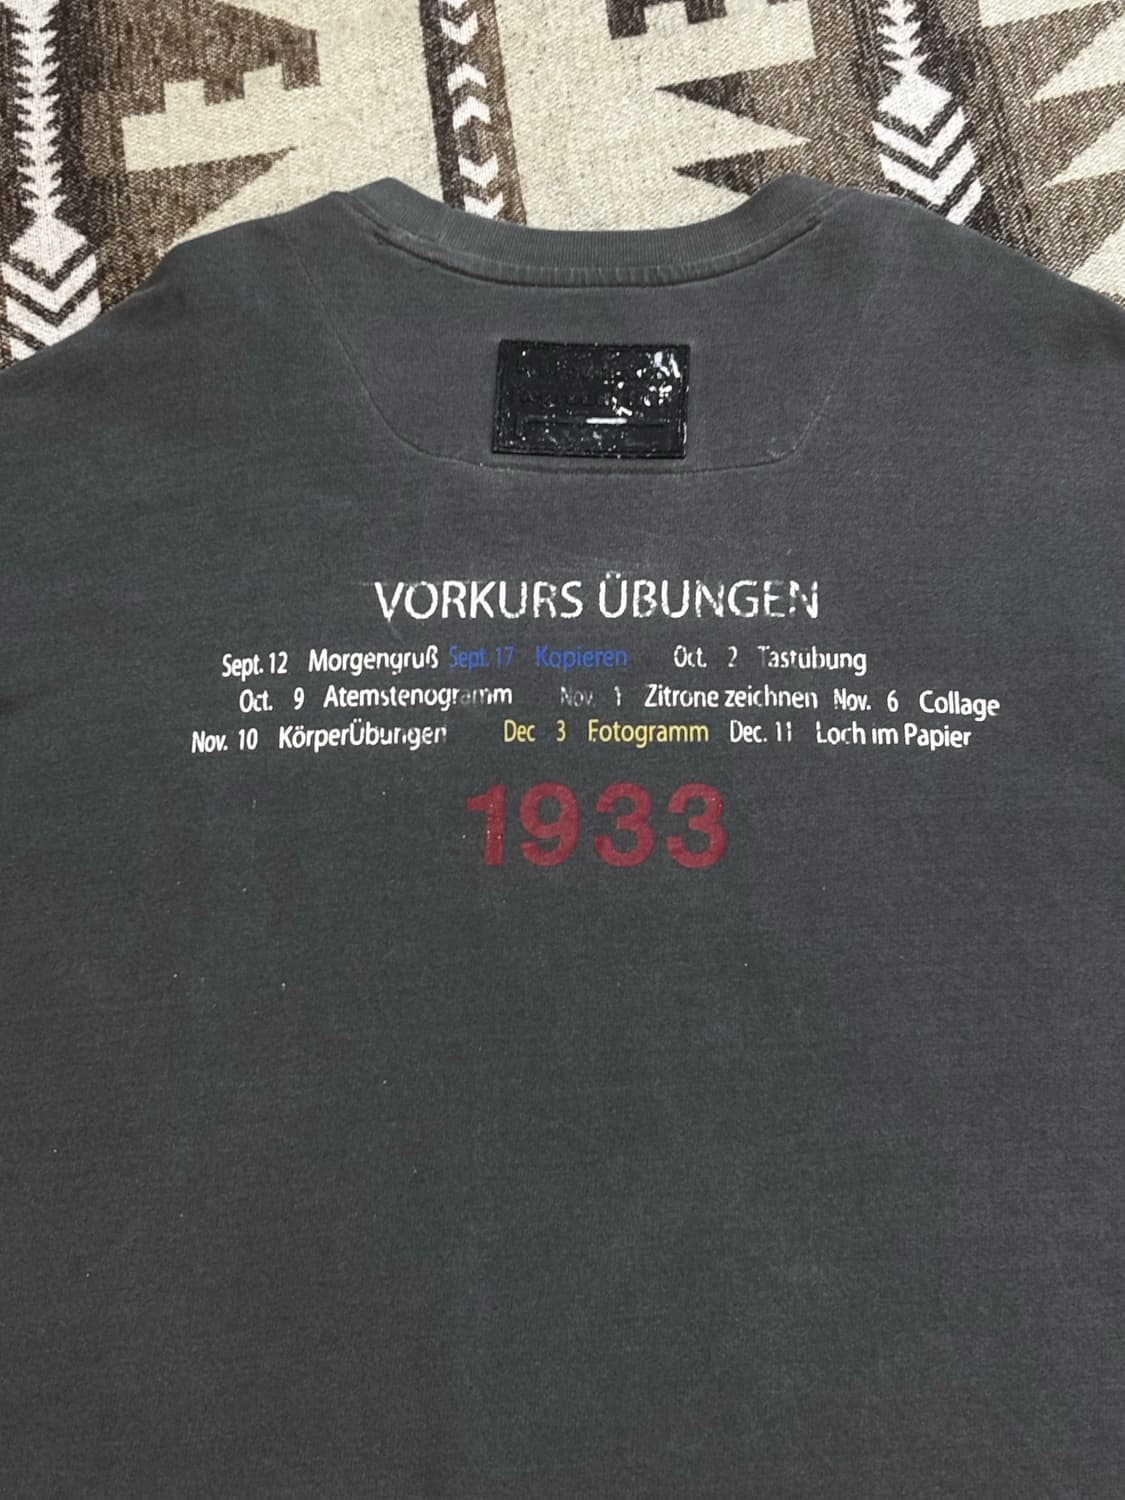 VORKURS ÜBUNGEN
Sept. 12 Morgengruß Sept. 17 Kopieren Oct. 2 Tastübung
Oct. 9 Atemstenogramm Nov 1 Zitrone zeichnen Nov. 6 Collage
Nov. 10 KörperÜbungen Dec 3 Fotogramm Dec. 11 Loch im Papier
1933